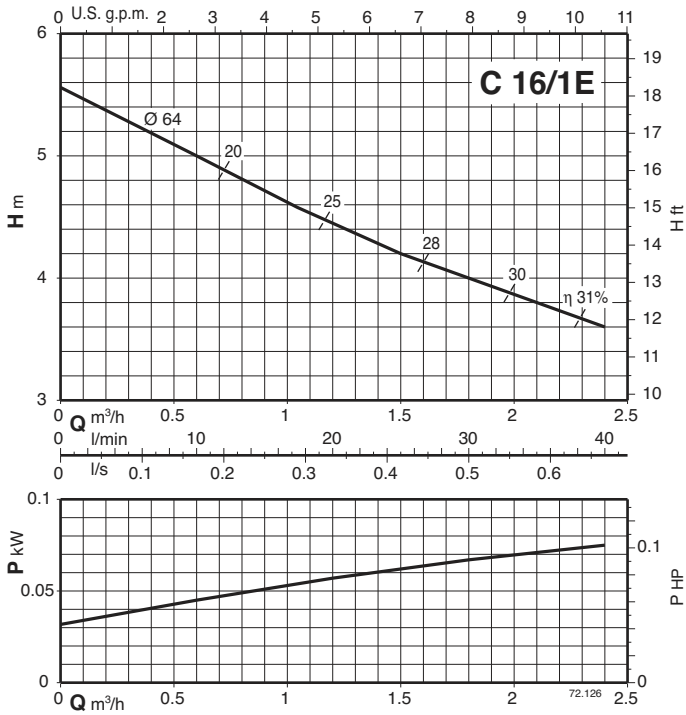 0 U.S. g.p.m. 2 3 4 5 6 7 8 9 10 11
6
5
4
3
H m
C 16/1E
Ø 64
20
25
28
30
η 31%
19
18
17
16
15
14
13
12
11
10
H ft
0 Q m³/h 0.5 1 1.5 2 2.5
0 l/min 10 20 30 40
0 l/s 0.1 0.2 0.3 0.4 0.5 0.6
0.1
0.05
0
P kW
0.1
0
P HP
72.126
0 Q m³/h 0.5 1 1.5 2 2.5